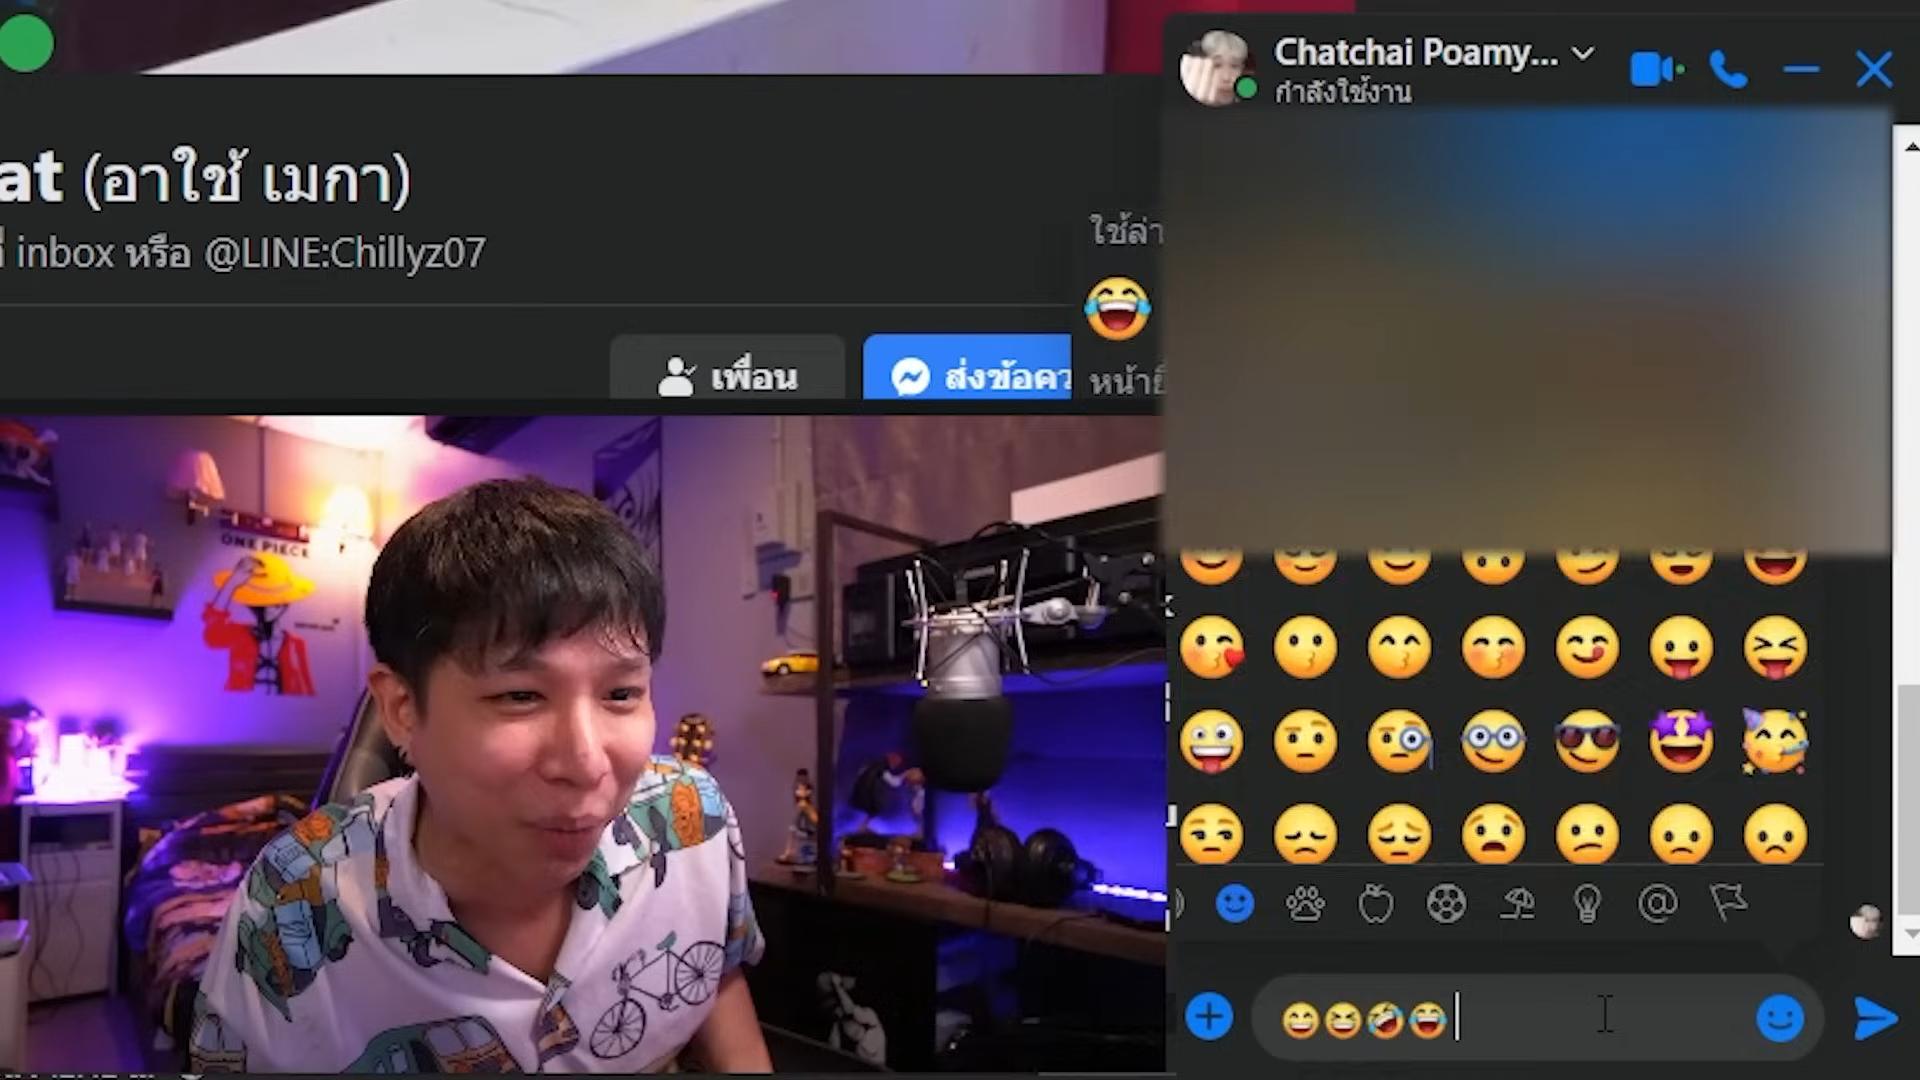 at (อาใช้ เมกา)
inbox หรือ @LINE:Chillyz07
เพื่อน
ส่งข้อคว
ใช้ล่า
หน้ายิ
Chatchai Poamy...
กำลังใช้งาน
ONE PIECE